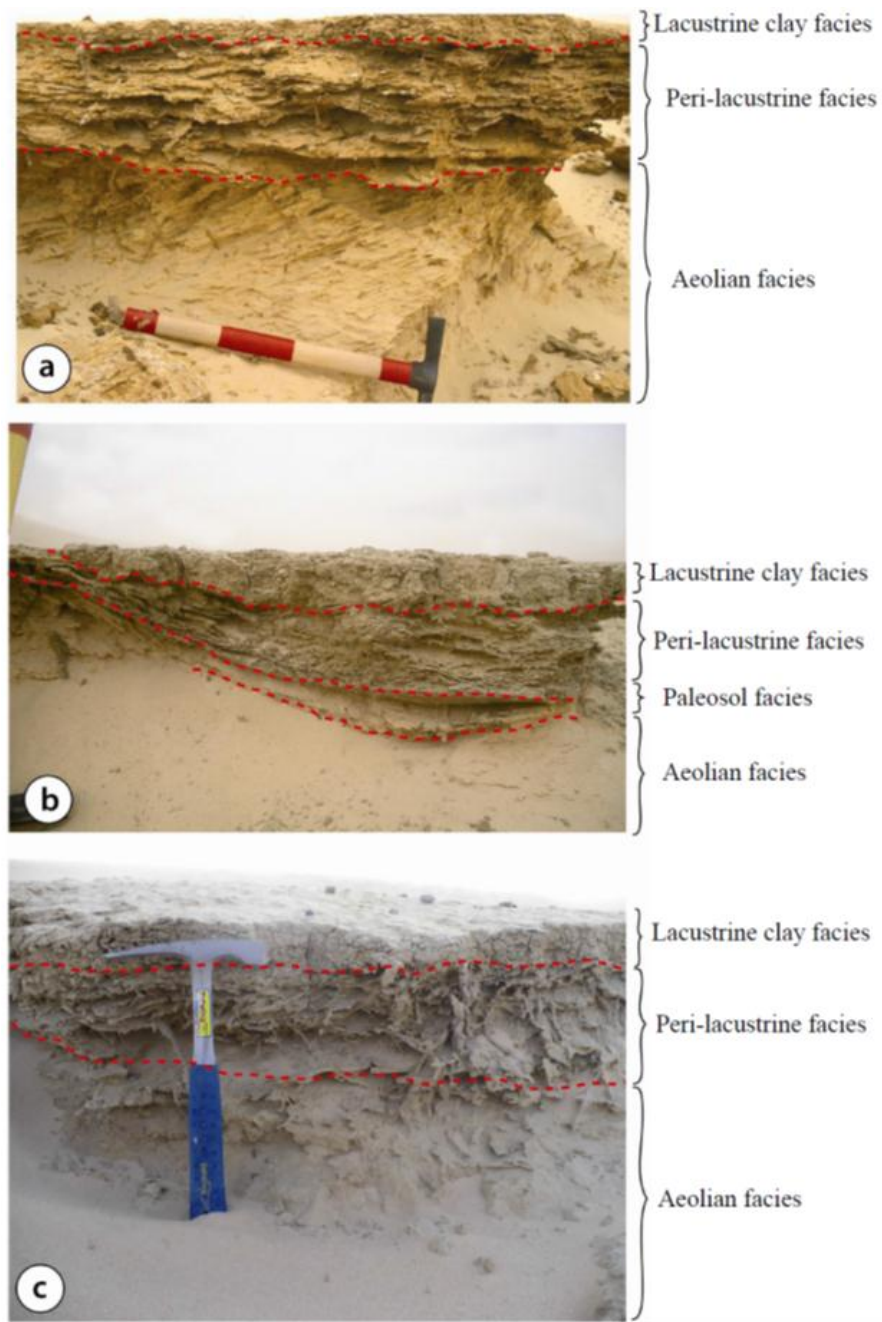 Lacustrine clay facies
Peri-lacustrine facies
Aeolian facies
a
Lacustrine clay facies
Peri-lacustrine facies
Paleosol facies
Aeolian facies
b
Lacustrine clay facies
Peri-lacustrine facies
Aeolian facies
c